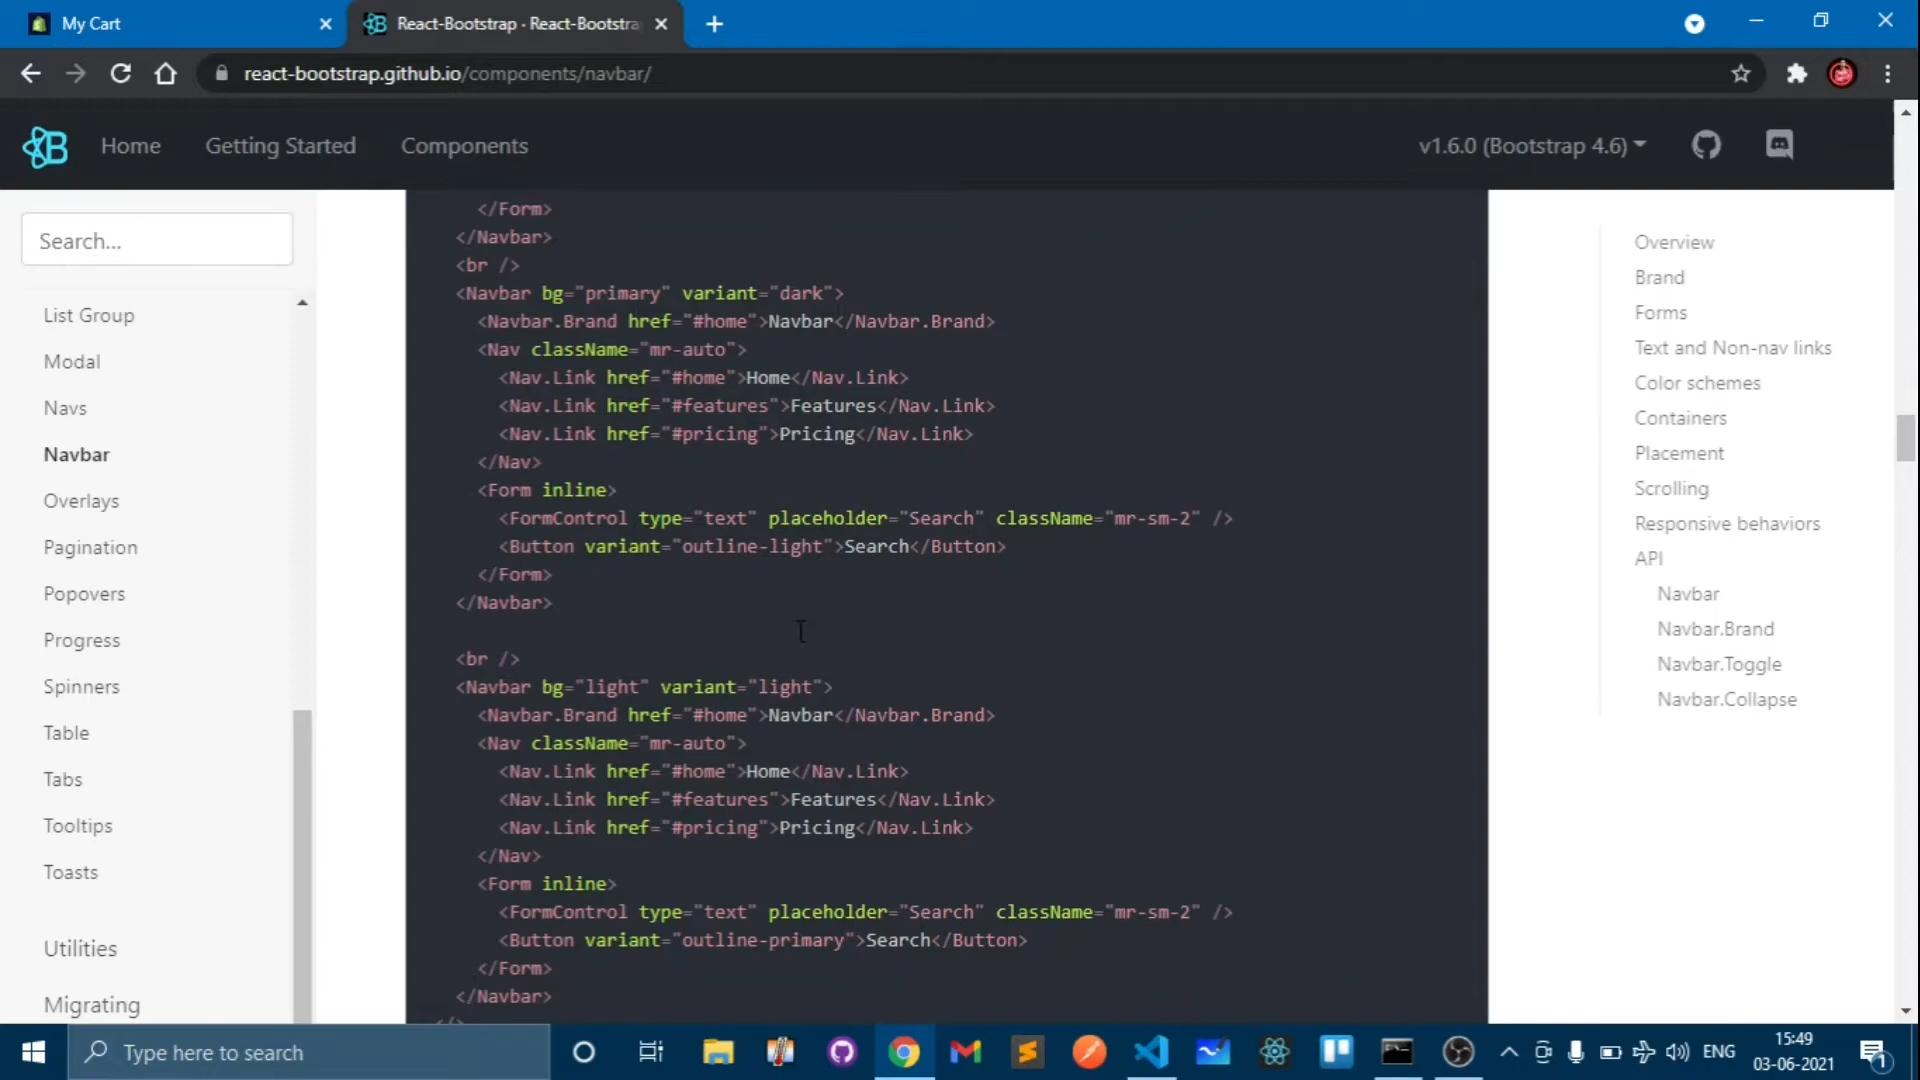 My Cart
React-Bootstrap · React-Bootstra
react-bootstrap.github.io/components/navbar/
Home
Getting Started
Components
v1.6.0 (Bootstrap 4.6)
Search...
List Group
Modal
Navs
Navbar
Overlays
Pagination
Popovers
Progress
Spinners
Table
Tabs
Tooltips
Toasts
Utilities
Migrating
</Form>
</Navbar>
<br />
<Navbar bg="primary" variant="dark">
<Navbar.Brand href="#home">Navbar</Navbar.Brand>
<Nav className="mr-auto">
<Nav.Link href="#home">Home</Nav.Link>
<Nav.Link href="#features">Features</Nav.Link>
<Nav.Link href="#pricing">Pricing</Nav.Link>
</Nav>
<Form inline>
<FormControl type="text" placeholder="Search" className="mr-sm-2" />
<Button variant="outline-light">Search</Button>
</Form>
</Navbar>
<br />
<Navbar bg="light" variant="light">
<Navbar.Brand href="#home">Navbar</Navbar.Brand>
<Nav className="mr-auto">
<Nav.Link href="#home">Home</Nav.Link>
<Nav.Link href="#features">Features</Nav.Link>
<Nav.Link href="#pricing">Pricing</Nav.Link>
</Nav>
<Form inline>
<FormControl type="text" placeholder="Search" className="mr-sm-2" />
<Button variant="outline-primary">Search</Button>
</Form>
</Navbar>
Overview
Brand
Forms
Text and Non-nav links
Color schemes
Containers
Placement
Scrolling
Responsive behaviors
API
Navbar
Navbar.Brand
Navbar.Toggle
Navbar.Collapse
Type here to search
ENG
15:49
03-06-2021
1